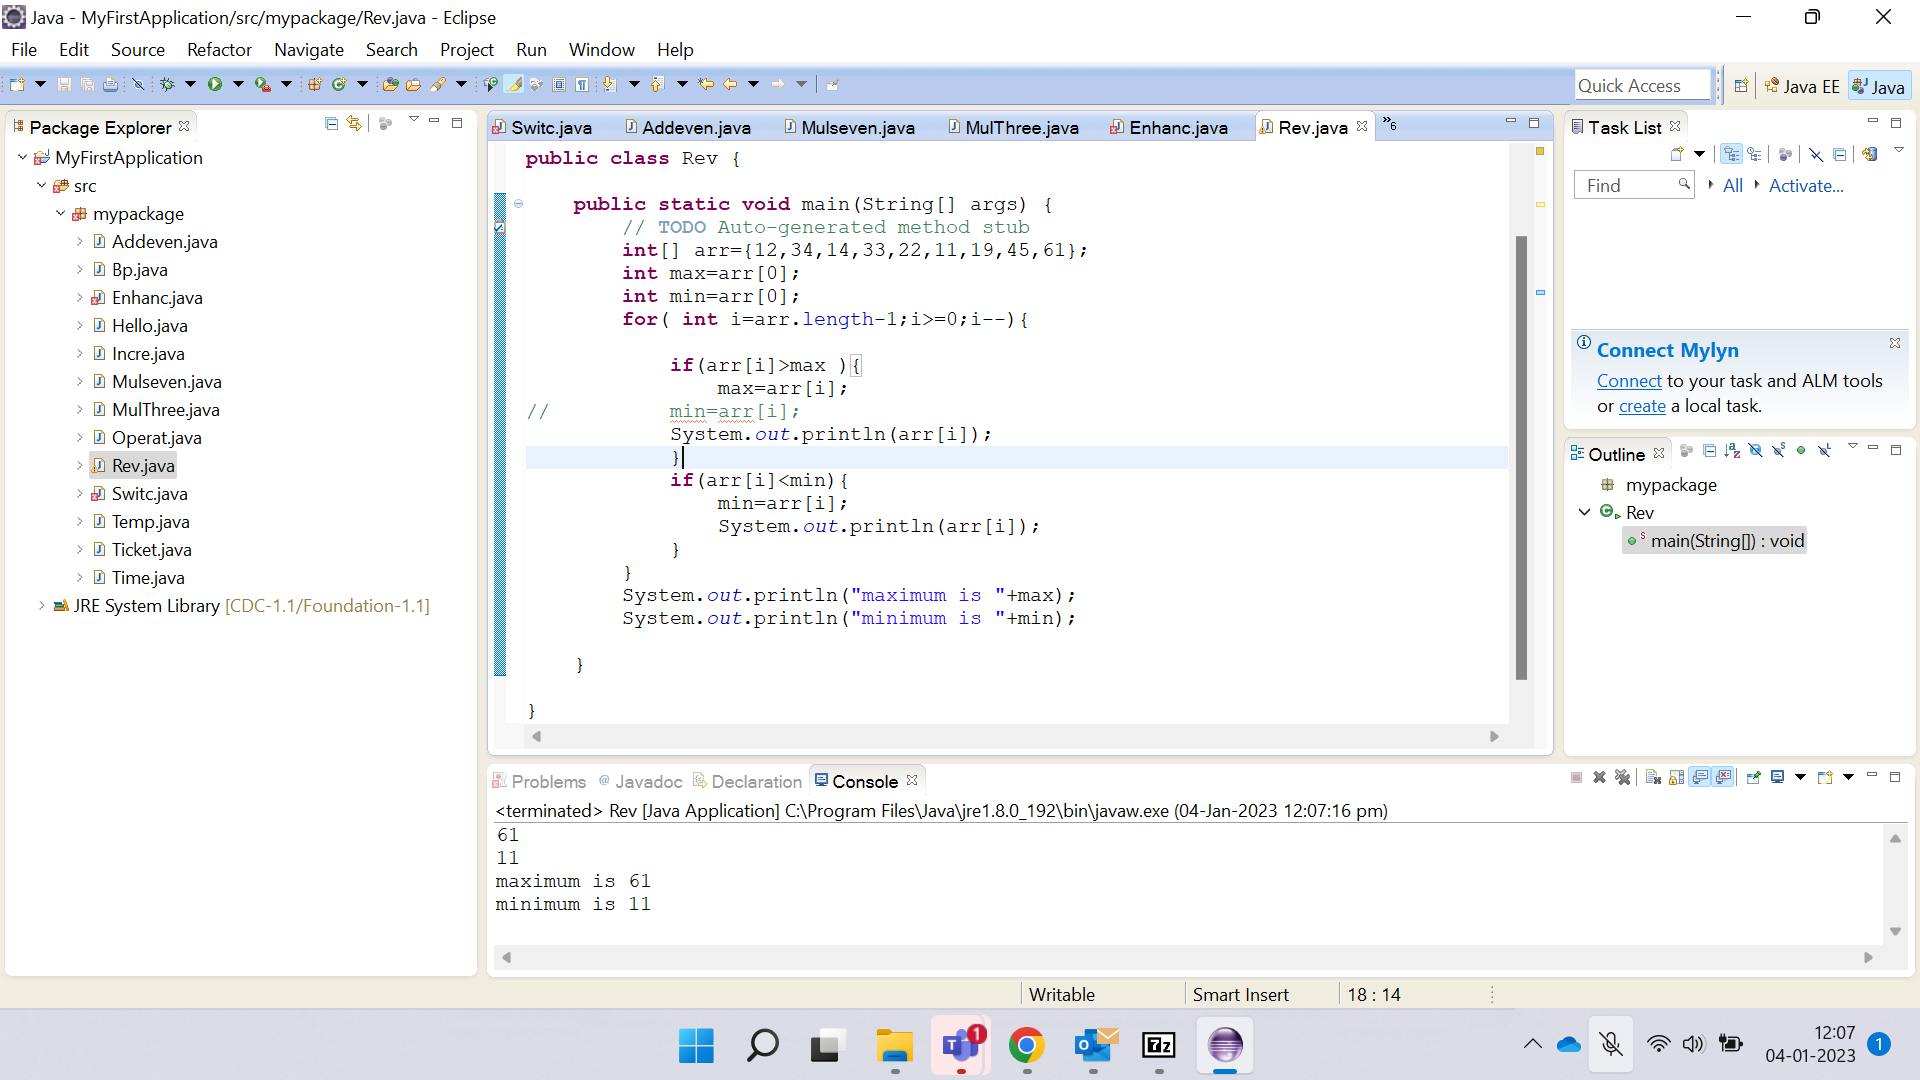 Java - MyFirstApplication/src/mypackage/Rev.java - Eclipse
File Edit Source Refactor Navigate Search Project Run Window Help
Quick Access
Java EE
Java
Package Explorer
MyFirstApplication
src
mypackage
Addeven.java
Bp.java
Enhanc.java
Hello.java
Incre.java
Mulseven.java
MulThree.java
Operat.java
Rev.java
Switc.java
Temp.java
Ticket.java
Time.java
JRE System Library [CDC-1.1/Foundation-1.1]
Switc.java Addeven.java Mulseven.java MulThree.java Enhanc.java Rev.java »6
public class Rev {
public static void main(String[] args) {
// TODO Auto-generated method stub
int[] arr={12,34,14,33,22,11,19,45,61};
int max=arr[0];
int min=arr[0];
for( int i=arr.length-1;i>=0;i--){
if(arr[i]>max ){
max=arr[i];
// min=arr[i];
System.out.println(arr[i]);
}
if(arr[i]<min){
min=arr[i];
System.out.println(arr[i]);
}
}
System.out.println("maximum is "+max);
System.out.println("minimum is "+min);
}
}
Task List
Find
All
Activate...
Connect Mylyn
Connect to your task and ALM tools
or create a local task.
Outline
mypackage
Rev
main(String[]) : void
Problems @ Javadoc Declaration Console
<terminated> Rev [Java Application] C:\Program Files\Java\jre1.8.0_192\bin\javaw.exe (04-Jan-2023 12:07:16 pm)
61
11
maximum is 61
minimum is 11
Writable
Smart Insert
18 : 14
1
12:07
04-01-2023
1